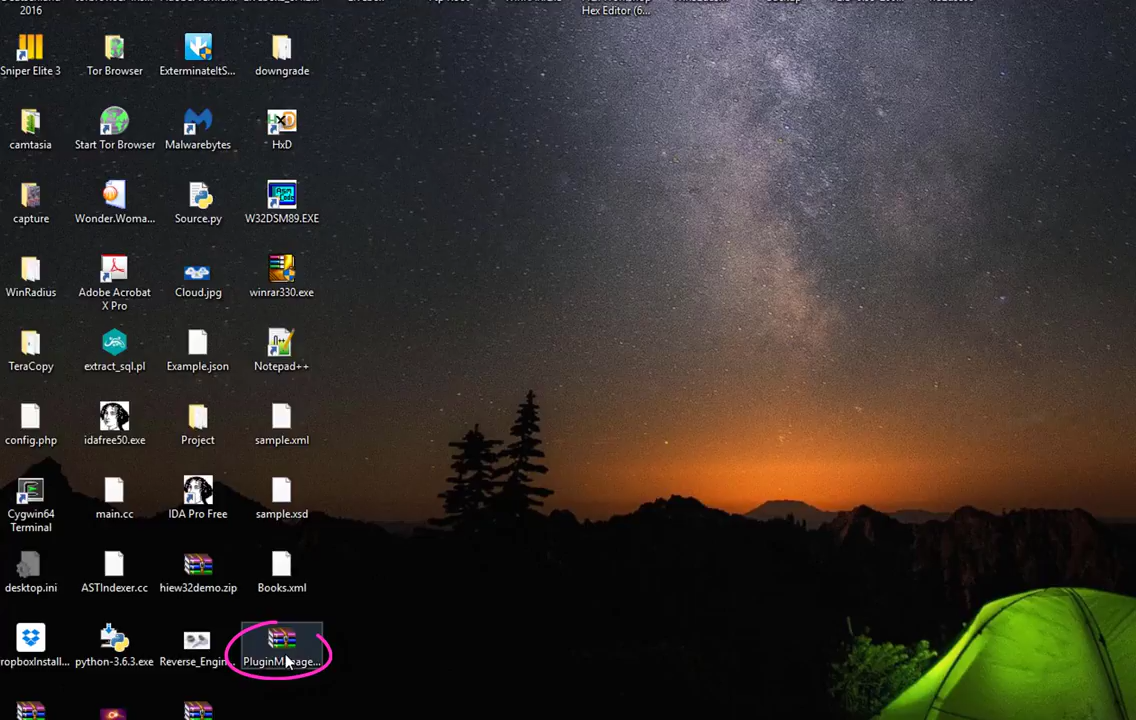 2016
Hex Editor (6...
Sniper Elite 3
Tor Browser
ExterminateItS...
downgrade
camtasia
Start Tor Browser
Malwarebytes
HxD
capture
Wonder.Woma...
Source.py
W32DSM89.EXE
WinRadius
Adobe Acrobat
X Pro
Cloud.jpg
winrar330.exe
TeraCopy
extract_sql.pl
Example.json
Notepad++
config.php
idafree50.exe
Project
sample.xml
Cygwin64
Terminal
main.cc
IDA Pro Free
sample.xsd
desktop.ini
ASTIndexer.cc
hiew32demo.zip
Books.xml
ropboxInstall...
python-3.6.3.exe
Reverse_Engin...